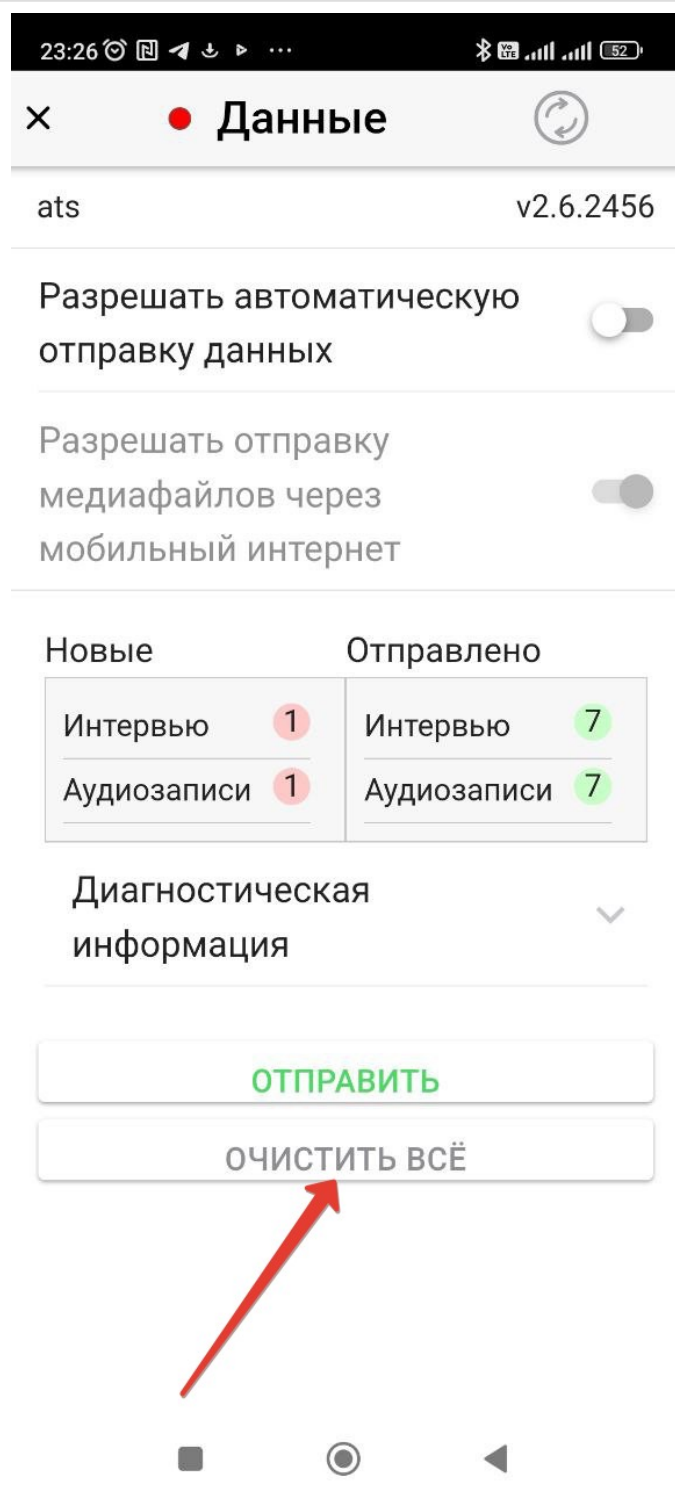 23:26
52
Данные
ats v2.6.2456
Разрешать автоматическую
отправку данных
Разрешать отправку
медиафайлов через
мобильный интернет
Новые Отправлено
Интервью 1 Интервью 7
Аудиозаписи 1 Аудиозаписи 7
Диагностическая
информация
ОТПРАВИТЬ
ОЧИСТИТЬ ВСЁ